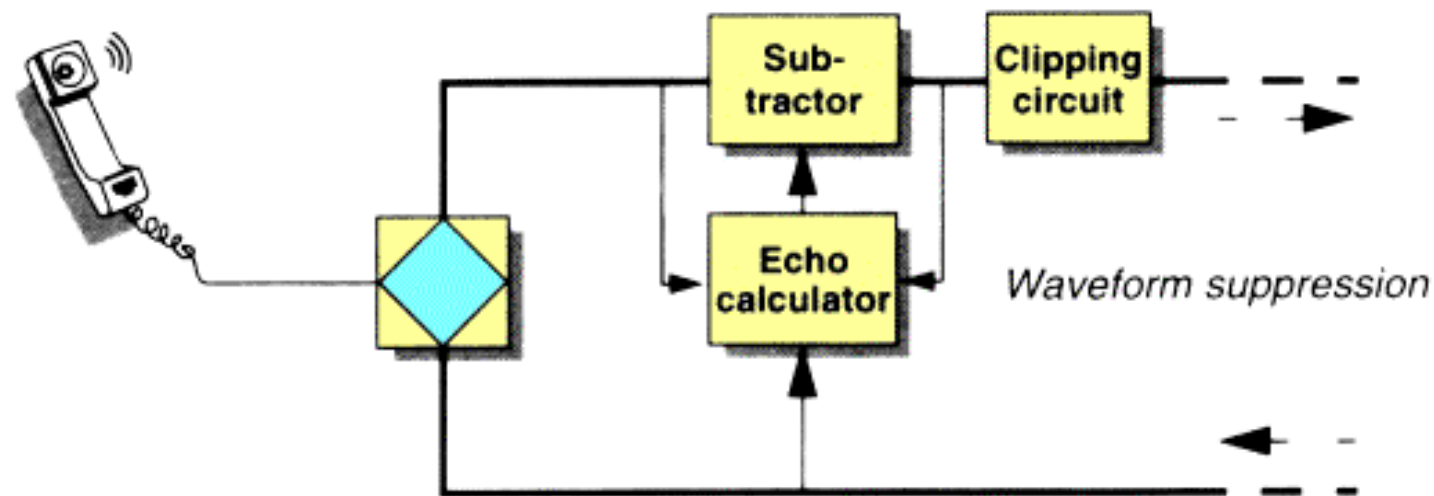 Sub-
tractor
Clipping
circuit
Echo
calculator
Waveform suppression